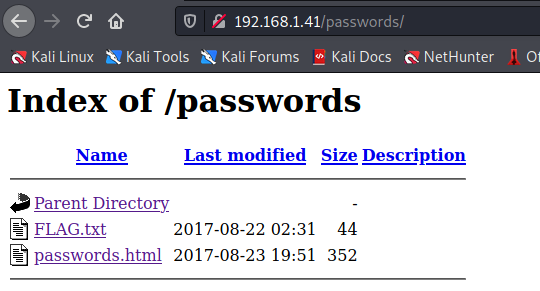 192.168.1.41/passwords/
Kali Linux Kali Tools Kali Forums Kali Docs NetHunter
Index of /passwords
Name Last modified Size Description
Parent Directory -
FLAG.txt 2017-08-22 02:31 44
passwords.html 2017-08-23 19:51 352